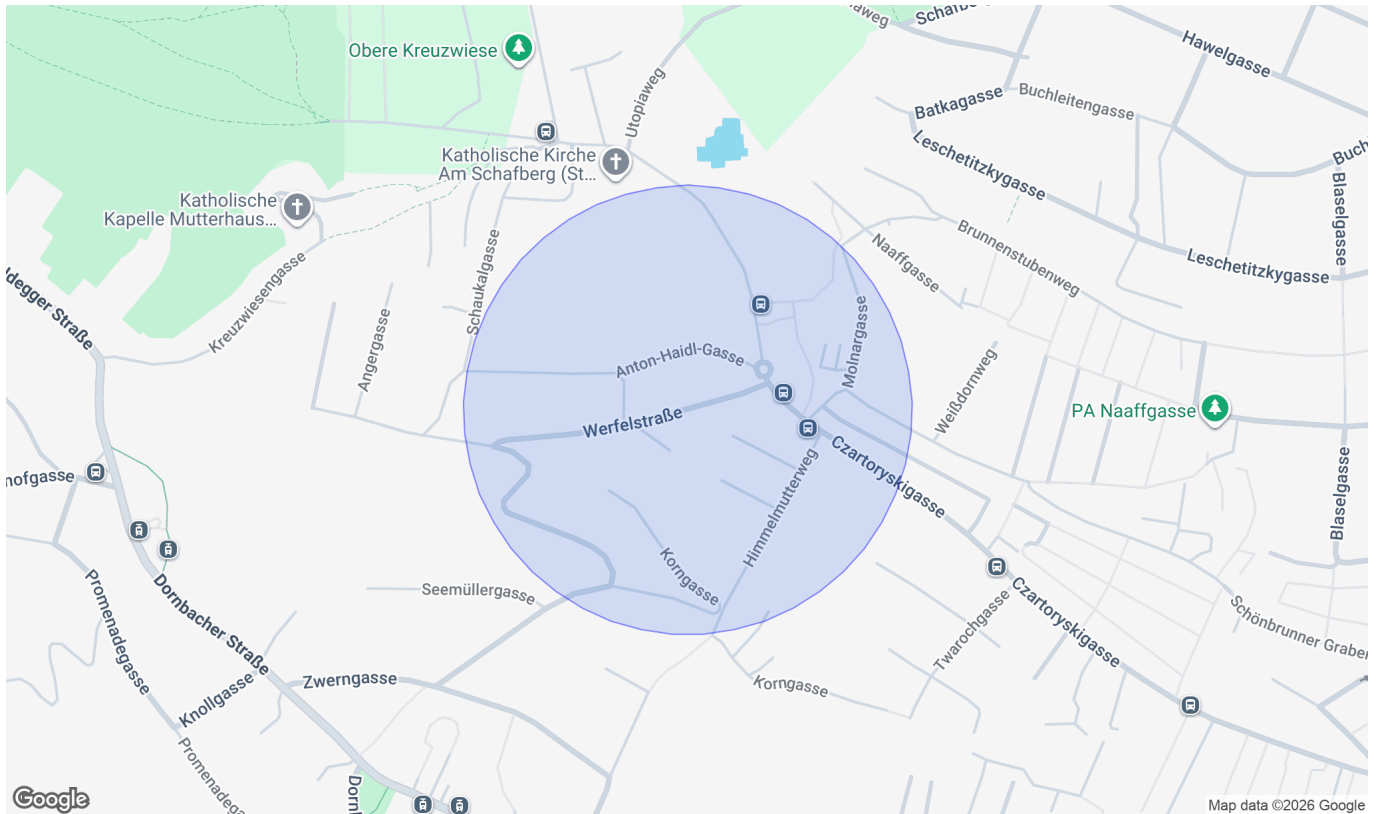 Obere Kreuzwiese
Utopiaweg
Hawelgasse
Batkagasse
Buchleitengasse
Leschetitzkygasse
Katholische Kirche
Am Schafberg (St...
Katholische
Kapelle Mutterhaus...
Blaselgasse
Kreuzwiesengasse
Schaukalgasse
Angergasse
Naaffgasse
Brunnenstubenweg
Leschetitzkygasse
Anton-Haidl-Gasse
Molnargasse
Weißdornweg
PA Naaffgasse
Werfelstraße
Czartoryskigasse
Himmelmutterweg
Blaselgasse
Korngasse
Seemüllergasse
Promenadegasse
Dornbacher Straße
Czartoryskigasse
Twarochgasse
Schönbrunner Graben
Zwerngasse
Knollgasse
Korngasse
Promenadega
Google
Map data ©2026 Google